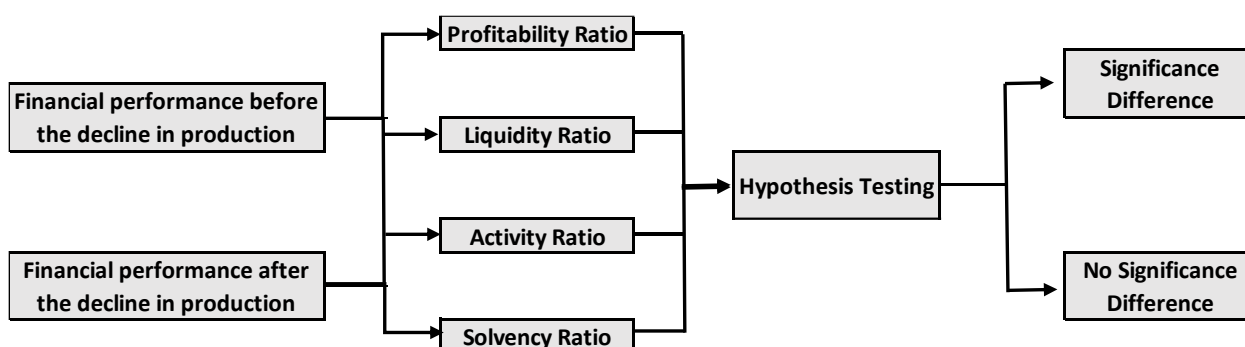 Financial performance before
the decline in production
Financial performance after
the decline in production
Profitability Ratio
Liquidity Ratio
Activity Ratio
Solvency Ratio
Hypothesis Testing
Significance
Difference
No Significance
Difference